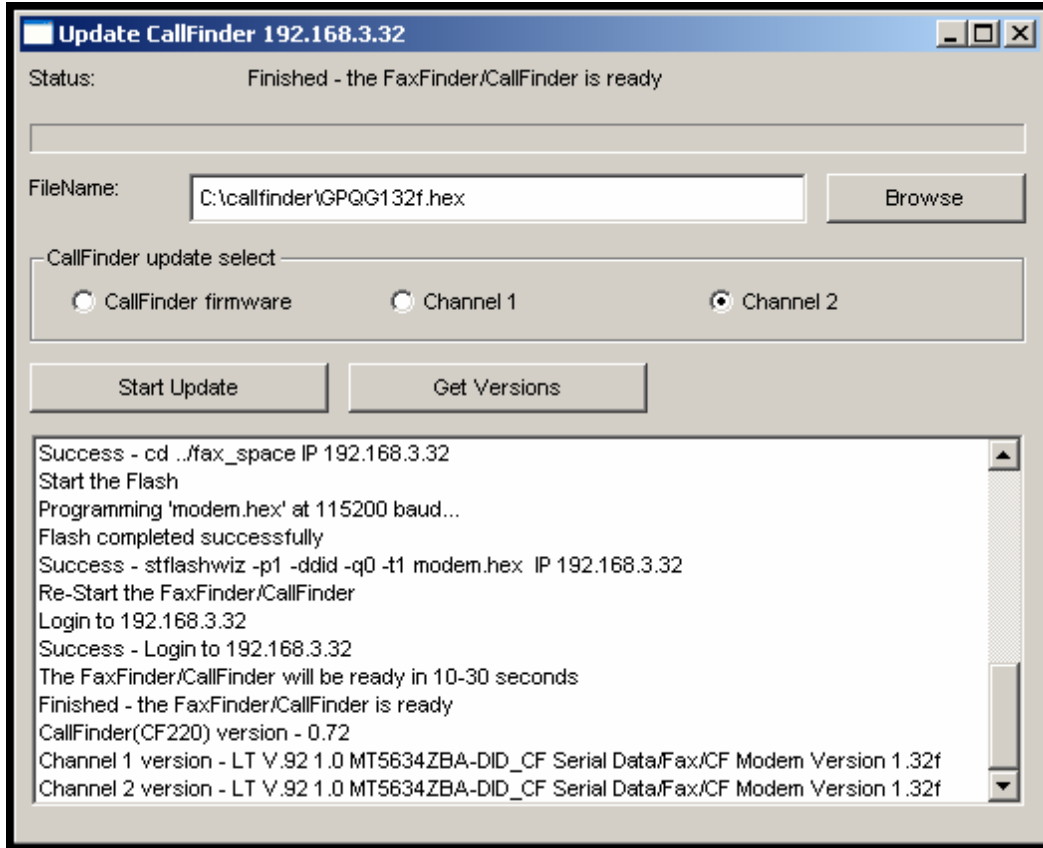 Update CallFinder 192.168.3.32
Status: Finished - the FaxFinder/CallFinder is ready
FileName: C:\callfinder\GPQG132f.hex Browse
CallFinder update select
CallFinder firmware Channel 1 Channel 2
Start Update Get Versions
Success - cd ../fax_space IP 192.168.3.32
Start the Flash
Programming 'modem.hex' at 115200 baud...
Flash completed successfully
Success - stflashwiz -p1 -ddid -q0 -t1 modem.hex  IP 192.168.3.32
Re-Start the FaxFinder/CallFinder
Login to 192.168.3.32
Success - Login to 192.168.3.32
The FaxFinder/CallFinder will be ready in 10-30 seconds
Finished - the FaxFinder/CallFinder is ready
CallFinder(CF220) version - 0.72
Channel 1 version - LT V.92 1.0 MT5634ZBA-DID_CF Serial Data/Fax/CF Modem Version 1.32f
Channel 2 version - LT V.92 1.0 MT5634ZBA-DID_CF Serial Data/Fax/CF Modem Version 1.32f